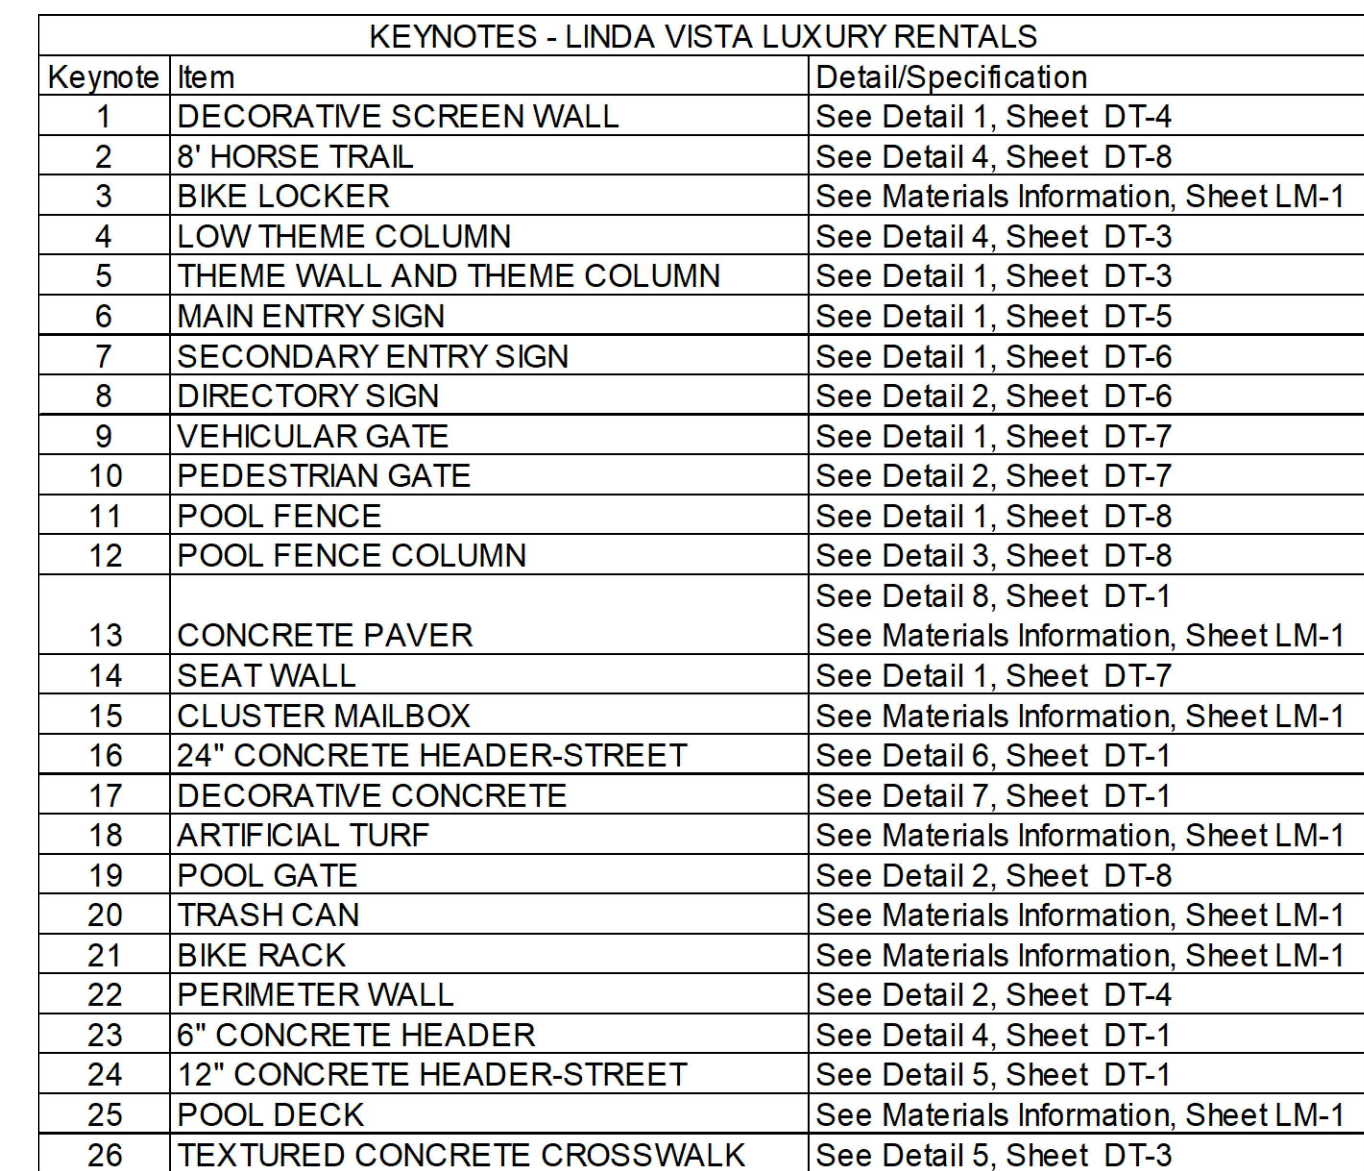 KEYNOTES - LINDA VISTA LUXURY RENTALS
Keynote Item Detail/Specification
1 DECORATIVE SCREEN WALL See Detail 1, Sheet DT-4
2 8' HORSE TRAIL See Detail 4, Sheet DT-8
3 BIKE LOCKER See Materials Information, Sheet LM-1
4 LOW THEME COLUMN See Detail 4, Sheet DT-3
5 THEME WALL AND THEME COLUMN See Detail 1, Sheet DT-3
6 MAIN ENTRY SIGN See Detail 1, Sheet DT-5
7 SECONDARY ENTRY SIGN See Detail 1, Sheet DT-6
8 DIRECTORY SIGN See Detail 2, Sheet DT-6
9 VEHICULAR GATE See Detail 1, Sheet DT-7
10 PEDESTRIAN GATE See Detail 2, Sheet DT-7
11 POOL FENCE See Detail 1, Sheet DT-8
12 POOL FENCE COLUMN See Detail 3, Sheet DT-8
See Detail 8, Sheet DT-1
13 CONCRETE PAVER See Materials Information, Sheet LM-1
14 SEAT WALL See Detail 1, Sheet DT-7
15 CLUSTER MAILBOX See Materials Information, Sheet LM-1
16 24" CONCRETE HEADER-STREET See Detail 6, Sheet DT-1
17 DECORATIVE CONCRETE See Detail 7, Sheet DT-1
18 ARTIFICIAL TURF See Materials Information, Sheet LM-1
19 POOL GATE See Detail 2, Sheet DT-8
20 TRASH CAN See Materials Information, Sheet LM-1
21 BIKE RACK See Materials Information, Sheet LM-1
22 PERIMETER WALL See Detail 2, Sheet DT-4
23 6" CONCRETE HEADER See Detail 4, Sheet DT-1
24 12" CONCRETE HEADER-STREET See Detail 5, Sheet DT-1
25 POOL DECK See Materials Information, Sheet LM-1
26 TEXTURED CONCRETE CROSSWALK See Detail 5, Sheet DT-3